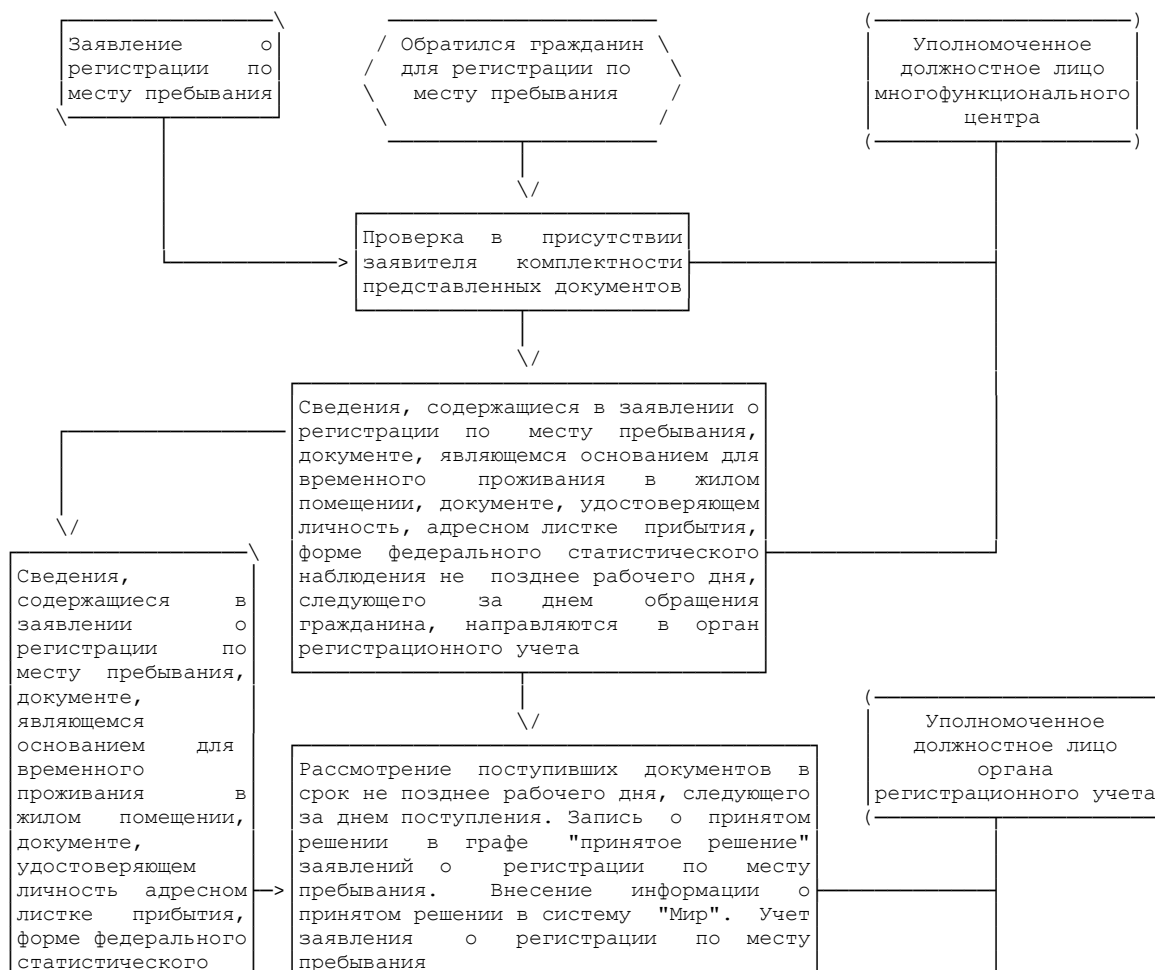 Заявление о
регистрации по
месту пребывания
Обратился гражданин
для регистрации по
месту пребывания
Уполномоченное
должностное лицо
многофункционального
центра
Проверка в присутствии
заявителя комплектности
представленных документов
Сведения, содержащиеся в заявлении о
регистрации по месту пребывания,
документе, являющемся основанием для
временного проживания в жилом
помещении, документе, удостоверяющем
личность, адресном листке прибытия,
форме федерального статистического
наблюдения не позднее рабочего дня,
следующего за днем обращения
гражданина, направляются в орган
регистрационного учета
Сведения,
содержащиеся в
заявлении о
регистрации по
месту пребывания,
документе,
являющемся
основанием для
временного
проживания в
жилом помещении,
документе,
удостоверяющем
личность адресном
листке прибытия,
форме федерального
статистического
Уполномоченное
должностное лицо
органа
регистрационного учета
Рассмотрение поступивших документов в
срок не позднее рабочего дня, следующего
за днем поступления. Запись о принятом
решении в графе "принятое решение"
заявлений о регистрации по месту
пребывания. Внесение информации о
принятом решении в систему "Мир". Учет
заявления о регистрации по месту
пребывания